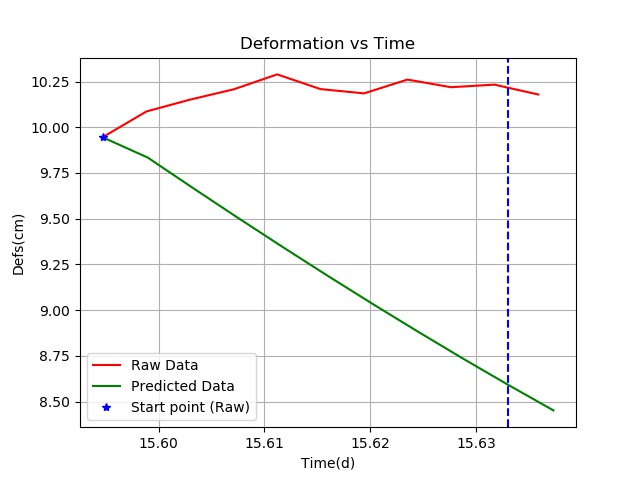 Deformation vs Time
Defs(cm)
10.25
10.00
9.75
9.50
9.25
9.00
8.75
8.50
Raw Data
Predicted Data
Start point (Raw)
15.60 15.61 15.62 15.63
Time(d)